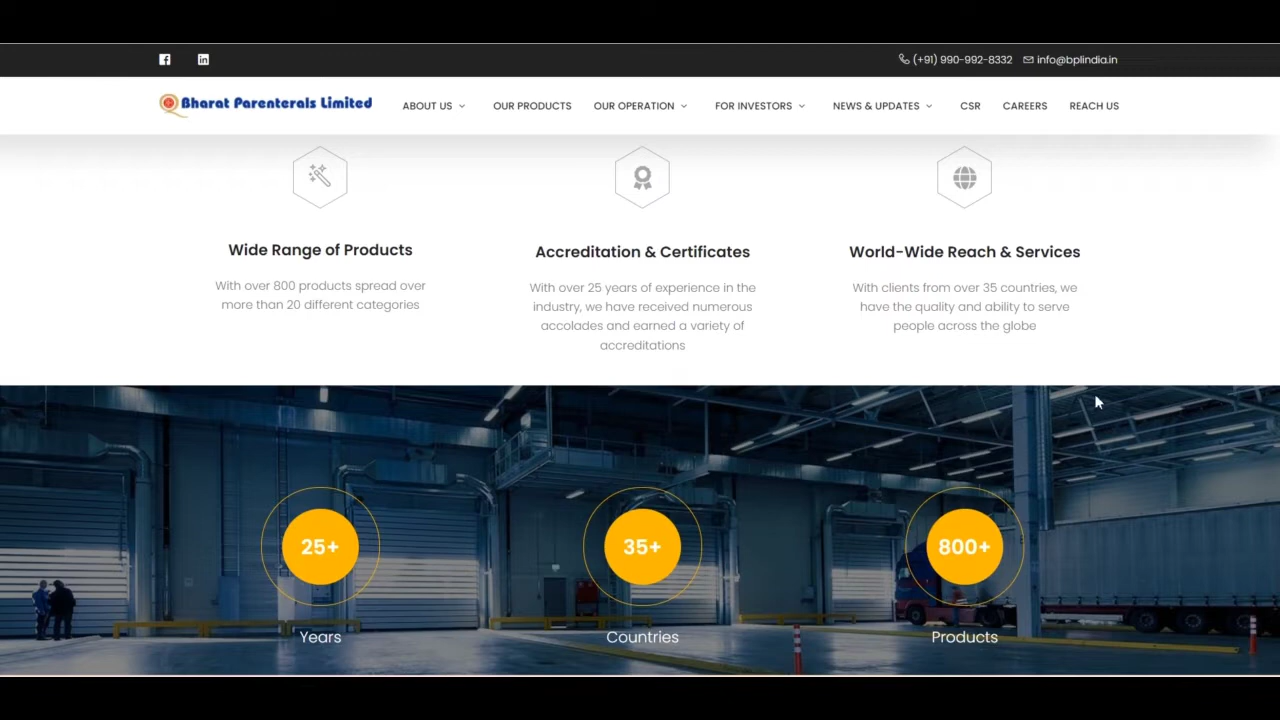 (+91) 990-992-8332 info@bplindia.in
Bharat Parenterals Limited ABOUT US OUR PRODUCTS OUR OPERATION FOR INVESTORS NEWS & UPDATES CSR CAREERS REACH US
Wide Range of Products
With over 800 products spread over
more than 20 different categories
Accreditation & Certificates
With over 25 years of experience in the
industry, we have received numerous
accolades and earned a variety of
accreditations
World-Wide Reach & Services
With clients from over 35 countries, we
have the quality and ability to serve
people across the globe
25+
Years
35+
Countries
800+
Products